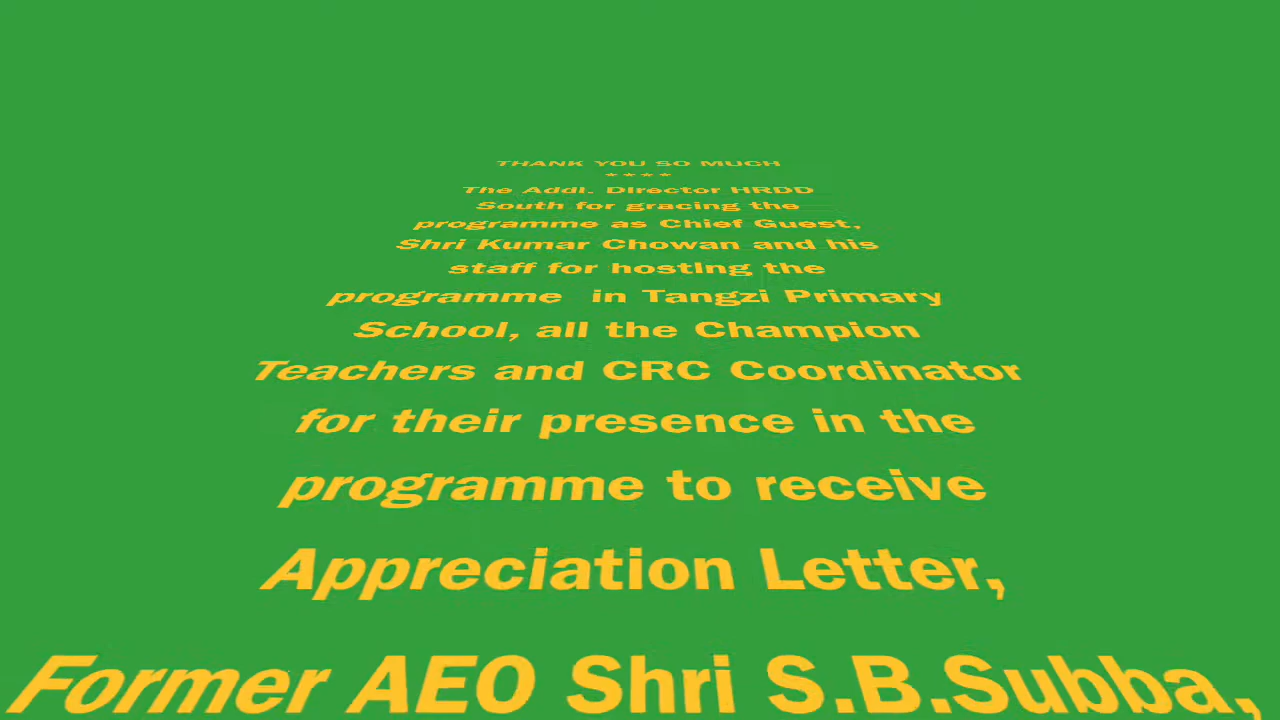 THANK YOU SO MUCH
****
The Addl. Director HRDD
South for gracing the
programme as Chief Guest,
Shri Kumar Chowan and his
staff for hosting the
programme in Tangzi Primary
School, all the Champion
Teachers and CRC Coordinator
for their presence in the
programme to receive
Appreciation Letter,
Former AEO Shri S.B.Subba,